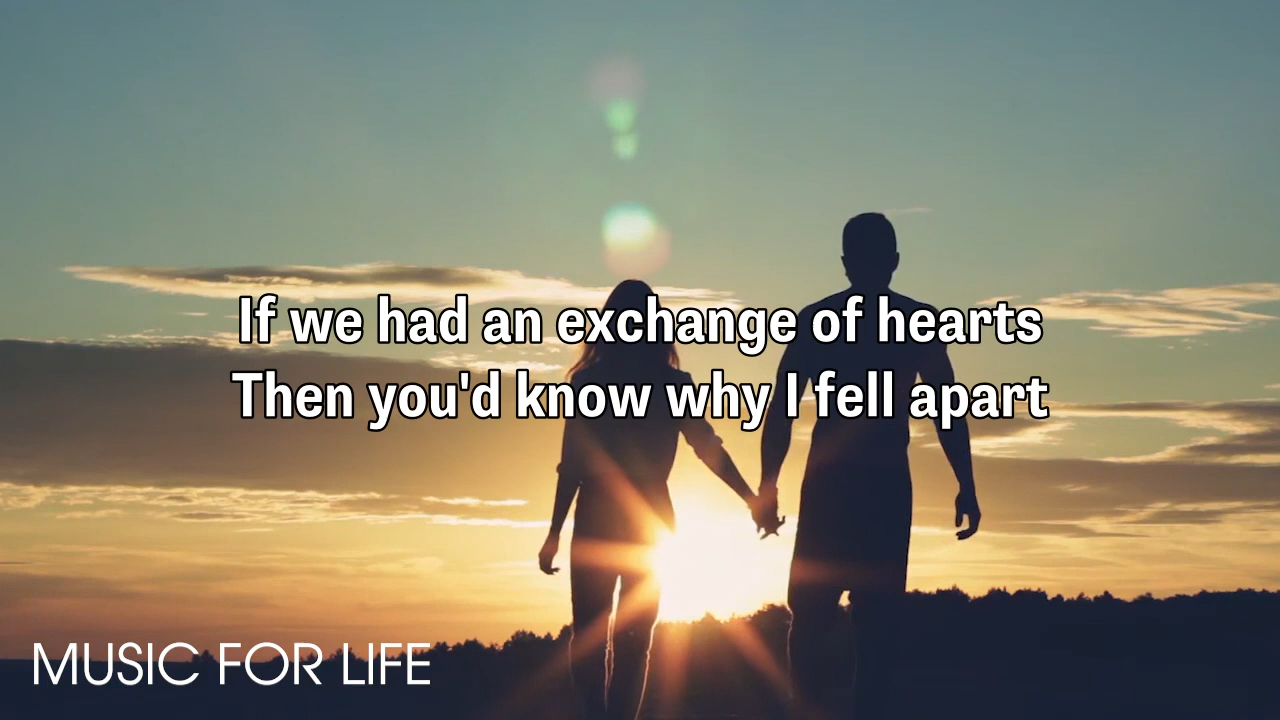 If we had an exchange of hearts
Then you'd know why I fell apart
MUSIC FOR LIFE